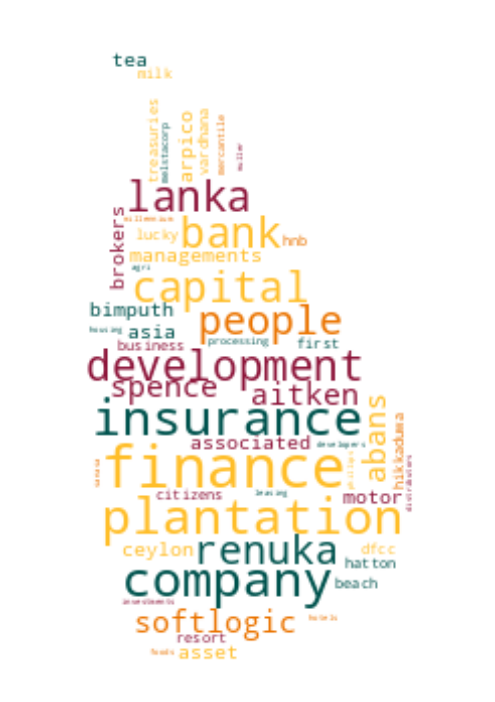 tea
milk
treasuries
melstacorp
arpico
vardhana
mercantile
muller
lanka
brokers
millennium
lucky
bank
hnb
managements
agri
capital
bimputh
people
housing
asia
processing
first
business
development
spence
aitken
insurance
abans
hikkaduwa
associated
developers
finance
sanasa
phillips
distributors
citizens
leasing
motor
plantation
ceylon
renuka
dfcc
hatton
company
beach
investments
softlogic
hotels
resort
foods
asset